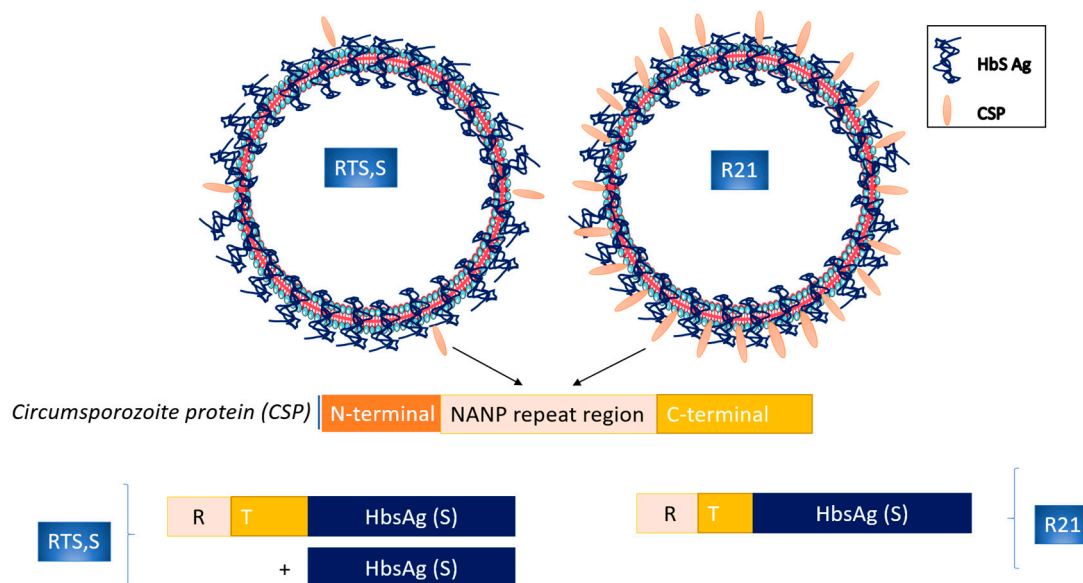 HbS Ag
CSP
RTS,S
R21
Circumsporozoite protein (CSP)
N-terminal
NANP repeat region
C-terminal
R
T
HbsAg (S)
RTS,S
+
HbsAg (S)
R
T
HbsAg (S)
R21